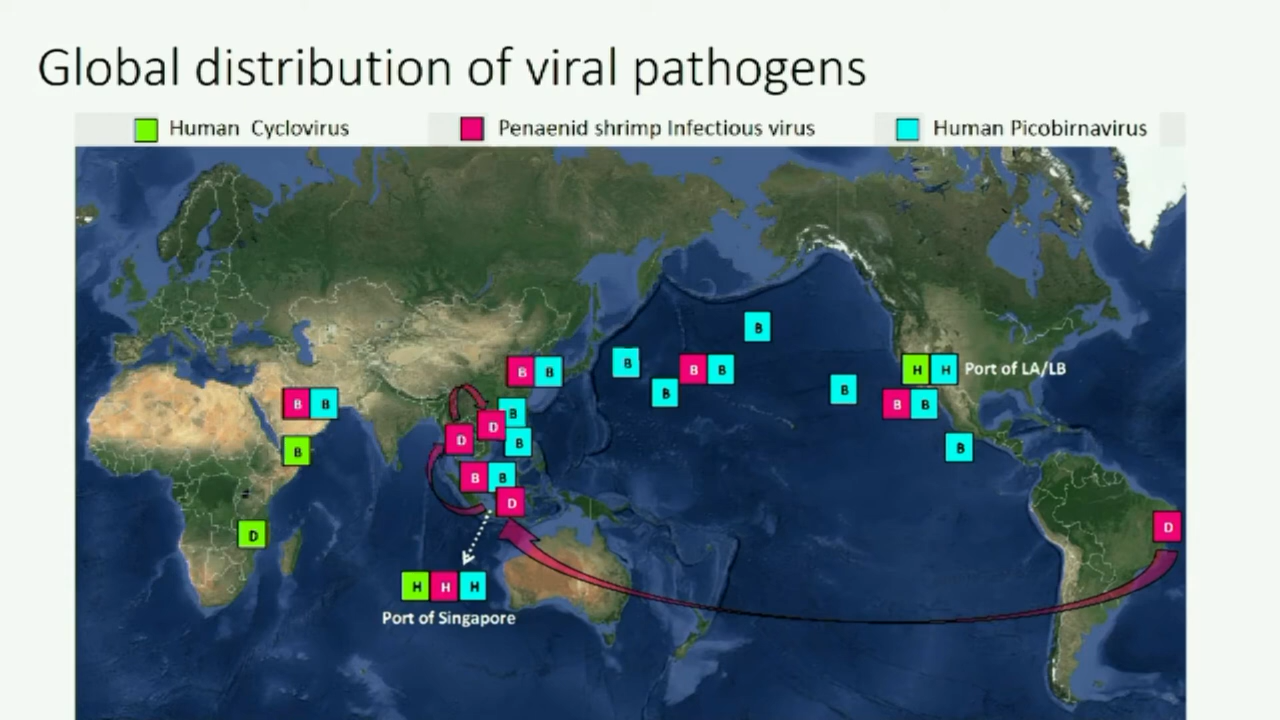 Global distribution of viral pathogens
Human Cyclovirus Penaenid shrimp Infectious virus Human Picobirnavirus
B
B B B B B H H Port of LA/LB
B B B B B B
D B
D B B B
B
B B
D D
D
H H H
Port of Singapore